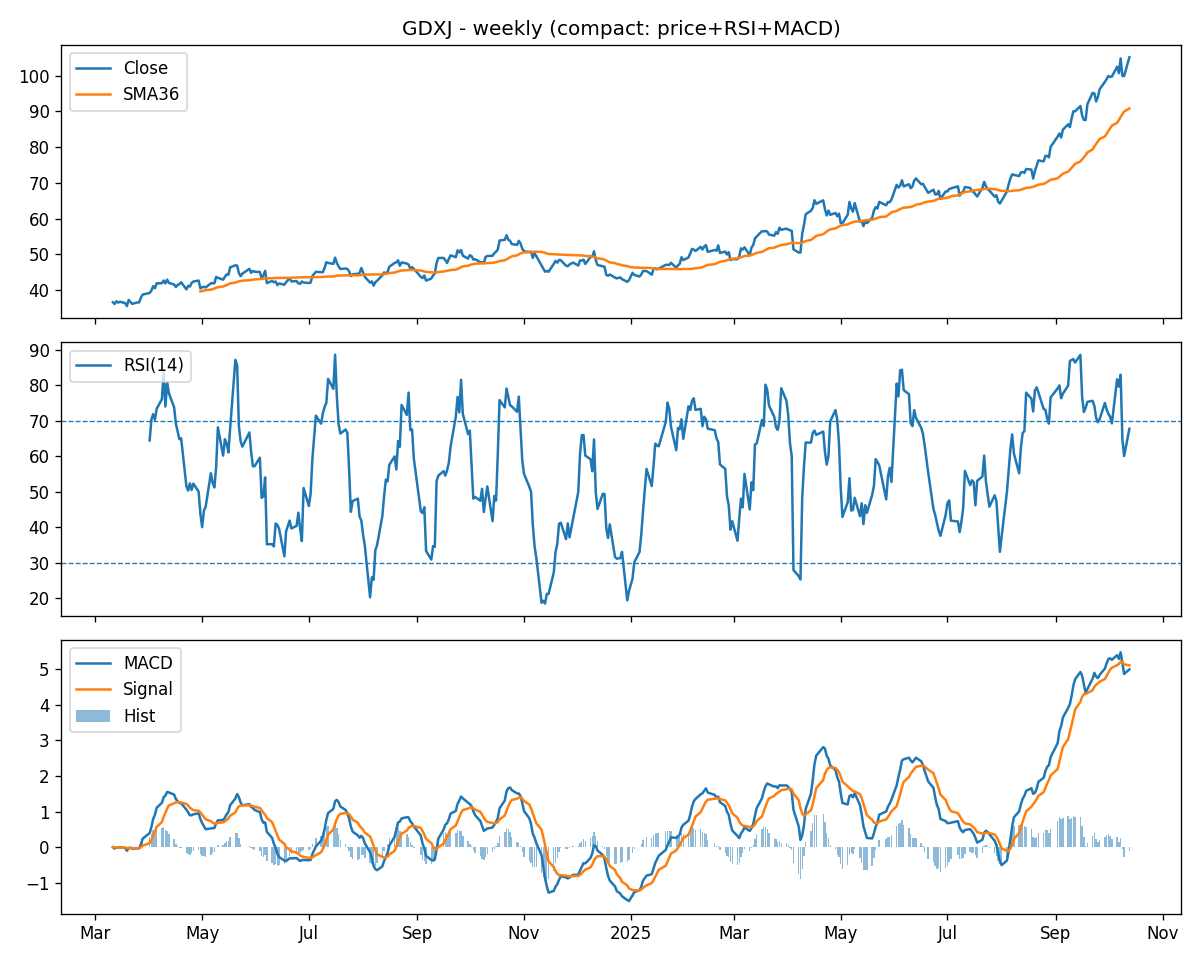 GDXJ - weekly (compact: price+RSI+MACD)
Close
SMA36
100
90
80
70
60
50
40
RSI(14)
90
80
70
60
50
40
30
20
MACD
Signal
Hist
5
4
3
2
1
0
−1
Mar May Jul Sep Nov 2025 Mar May Jul Sep Nov